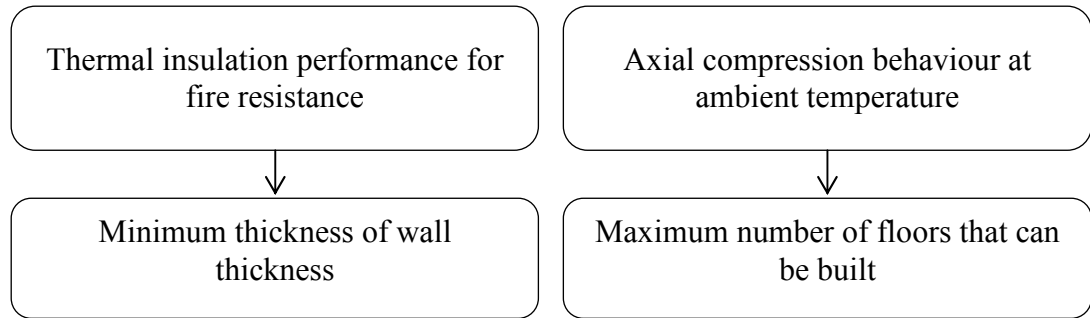 Thermal insulation performance for
fire resistance
Axial compression behaviour at
ambient temperature
Minimum thickness of wall
thickness
Maximum number of floors that can
be built